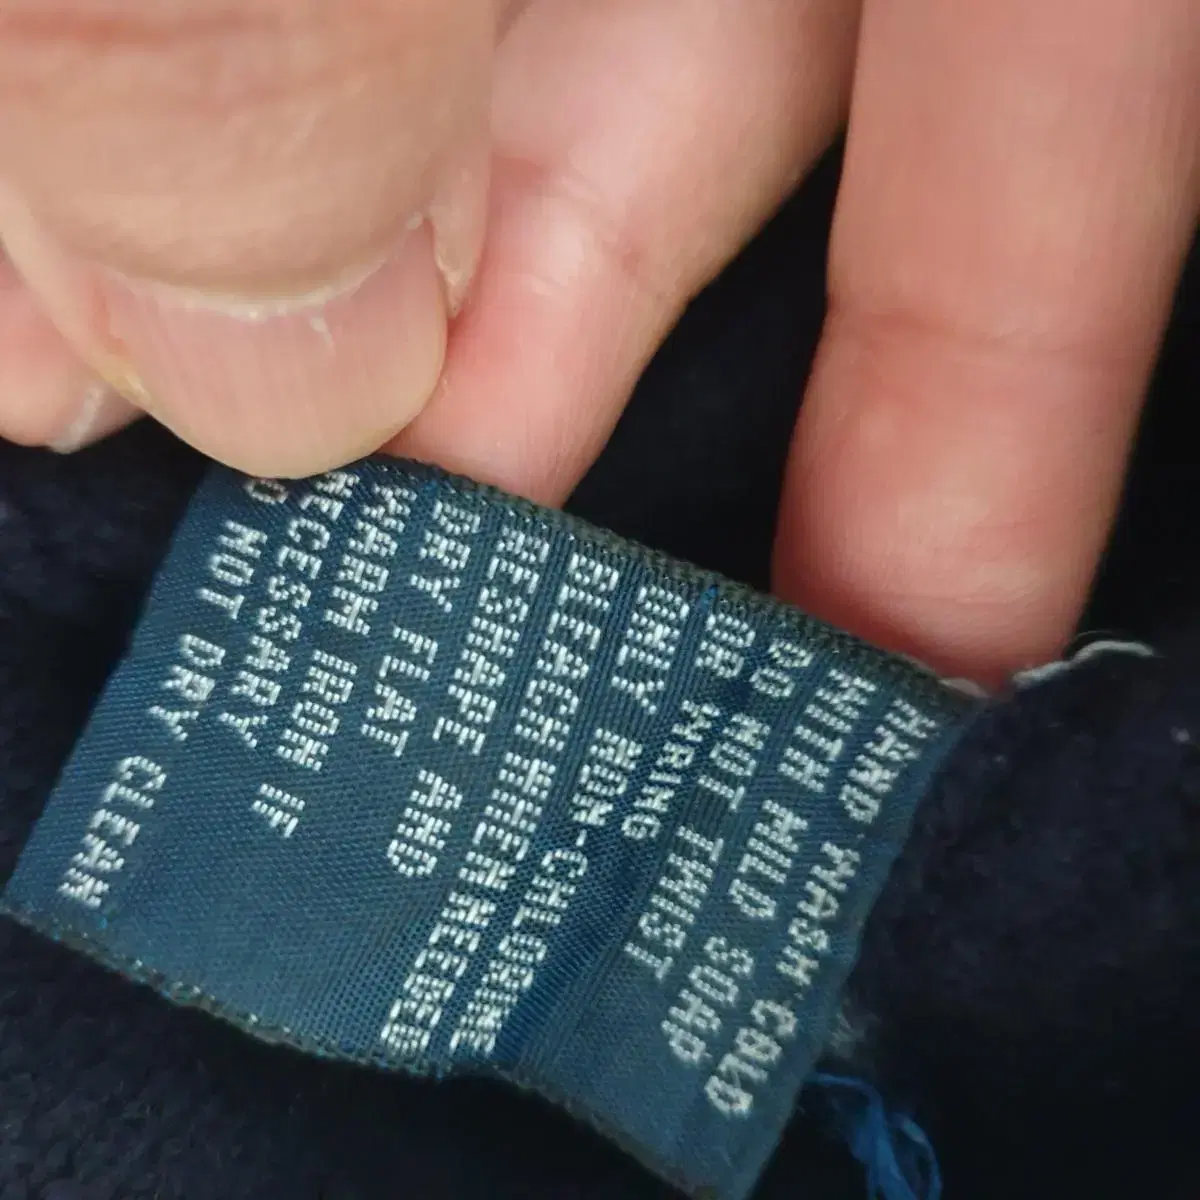 HAND WASH COLD
WITH MILD SOAP
DO NOT TWIST
OR WRING
ONLY NON-CHLORINE
BLEACH WHEN NEEDED
RESHAPE AND
DRY FLAT
WARM IRON IF
NECESSARY
DO NOT DRY CLEAN